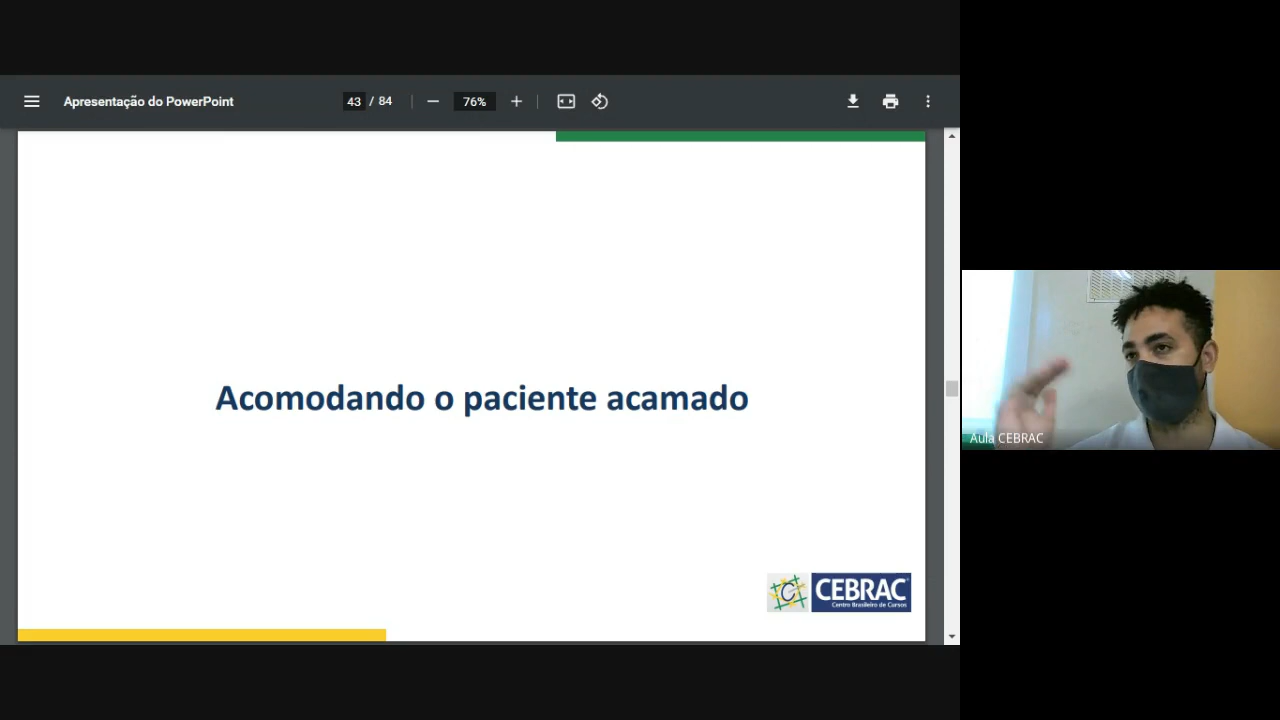 Apresentação do PowerPoint
43 / 84
76%
Acomodando o paciente acamado
C
CEBRAC
Centro Brasileiro de Cursos
Aula CEBRAC